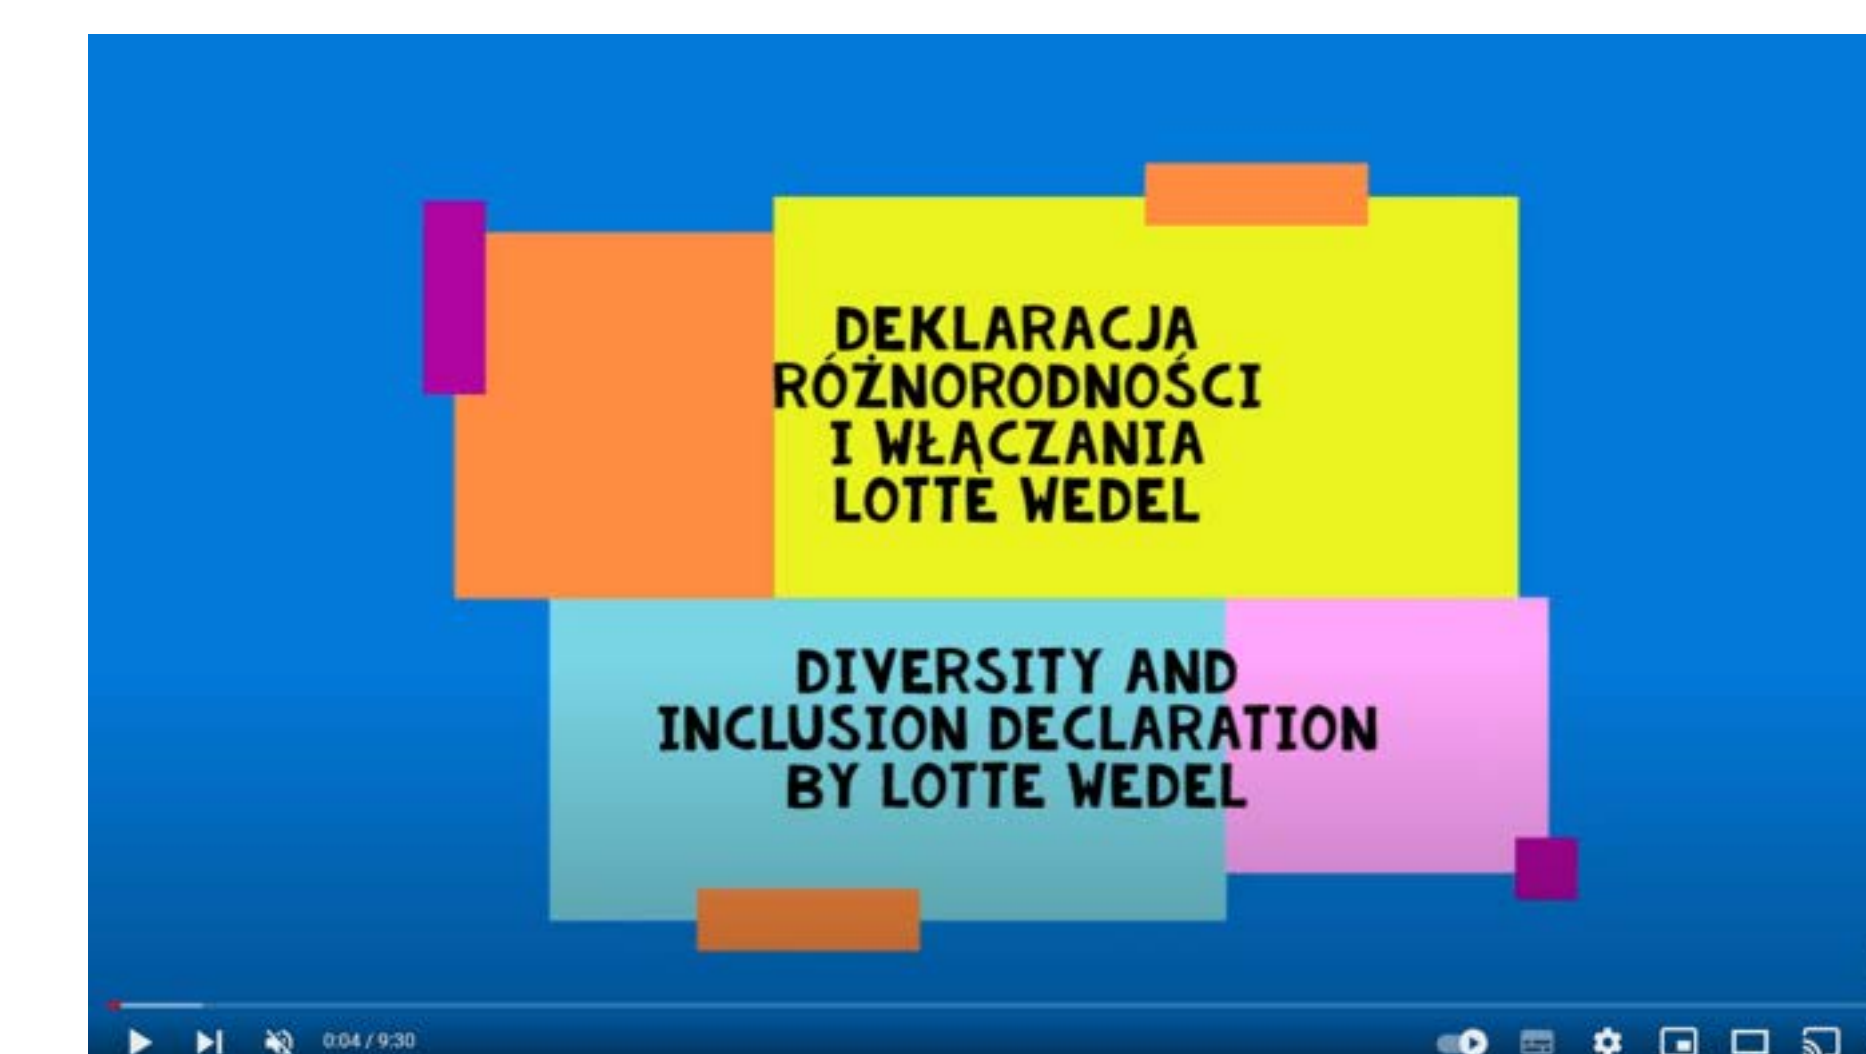 DEKLARACJA
RÓŻNORODNOŚCI
I WŁĄCZANIA
LOTTE WEDEL
DIVERSITY AND
INCLUSION DECLARATION
BY LOTTE WEDEL
0:04 / 9:30